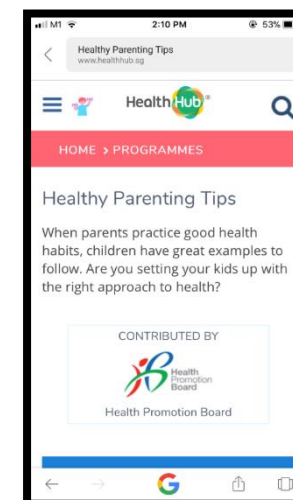 M1 2:10 PM 53%
Healthy Parenting Tips
www.healthhub.sg
HealthHub
HOME > PROGRAMMES
Healthy Parenting Tips
When parents practice good health
habits, children have great examples to
follow. Are you setting your kids up with
the right approach to health?
CONTRIBUTED BY
Health
Promotion
Board
Health Promotion Board
G